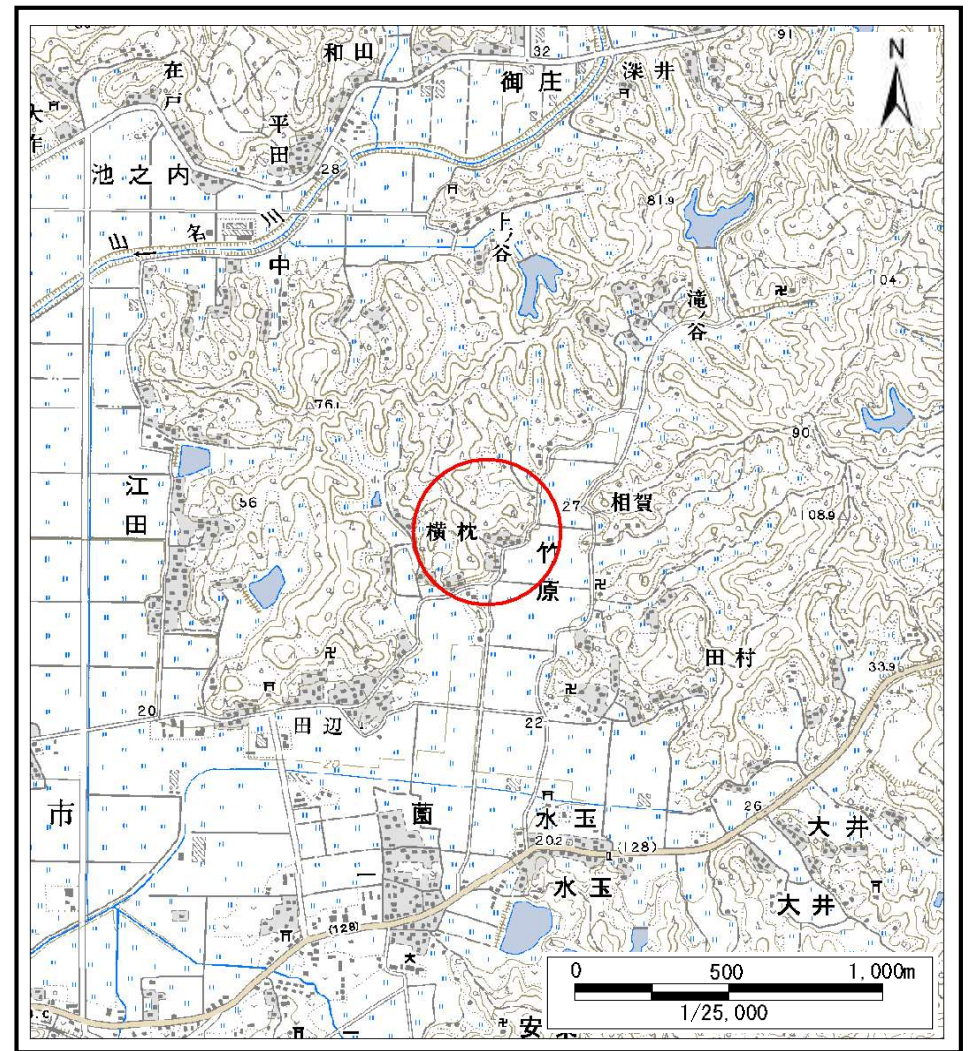 和田
32
91
N
在戸
御庄
深井
平田
池之内
28
81.9
山名川
中
上ノ谷
滝ノ谷
104
76.1
90
江田
56
27
相賀
108.9
横枕
竹原
田村
33.9
20
田辺
22
市
薗
水玉
26
大井
20.2
(128)
水玉
大井
(128)
一
0 500 1,000m
1/25,000